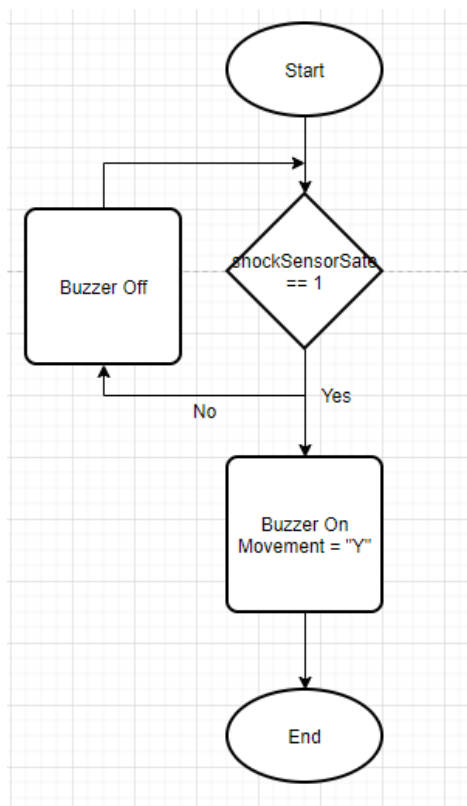 Start
shockSensorSate
== 1
Buzzer Off
Yes
No
Buzzer On
Movement = "Y"
End